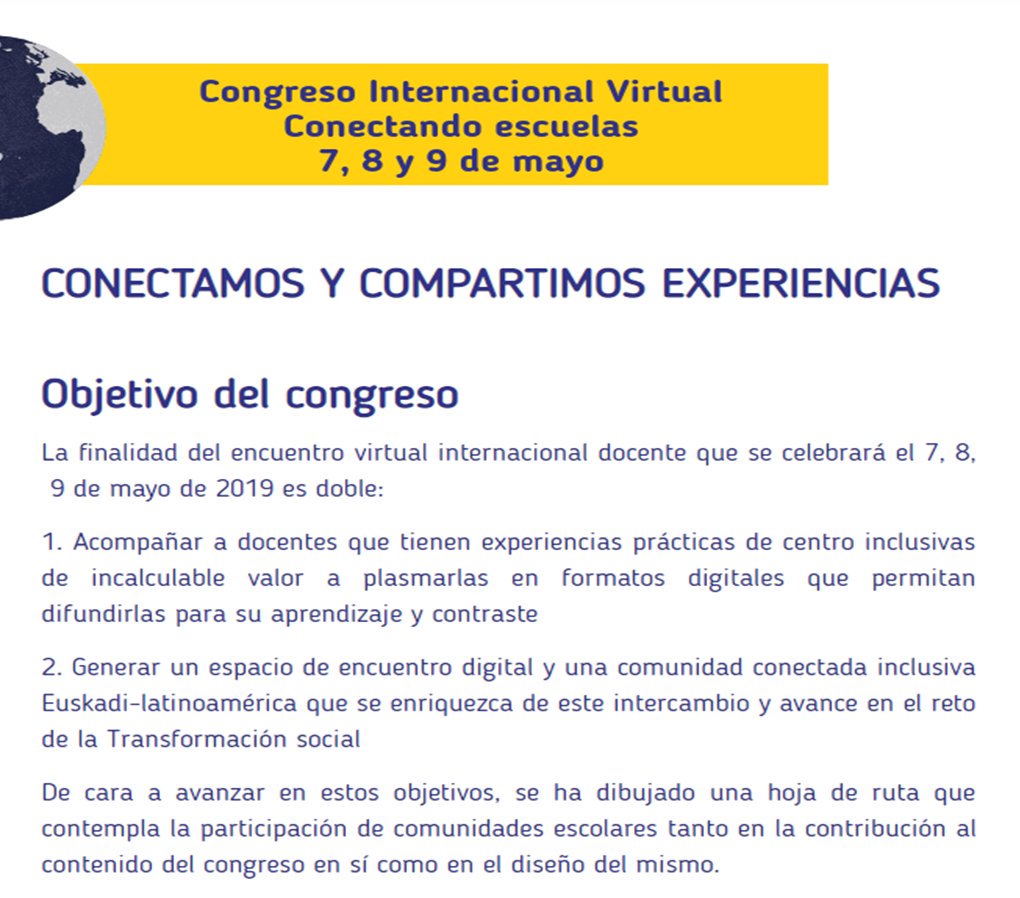 Congreso Internacional Virtual
Conectando escuelas
7, 8 y 9 de mayo
CONECTAMOS Y COMPARTIMOS EXPERIENCIAS
Objetivo del congreso
La finalidad del encuentro virtual internacional docente que se celebrará el 7, 8,
9 de mayo de 2019 es doble:
1. Acompañar a docentes que tienen experiencias prácticas de centro inclusivas
de incalculable valor a plasmarlas en formatos digitales que permitan
difundirlas para su aprendizaje y contraste
2. Generar un espacio de encuentro digital y una comunidad conectada inclusiva
Euskadi-latinoamérica que se enriquezca de este intercambio y avance en el reto
de la Transformación social
De cara a avanzar en estos objetivos, se ha dibujado una hoja de ruta que
contempla la participación de comunidades escolares tanto en la contribución al
contenido del congreso en sí como en el diseño del mismo.